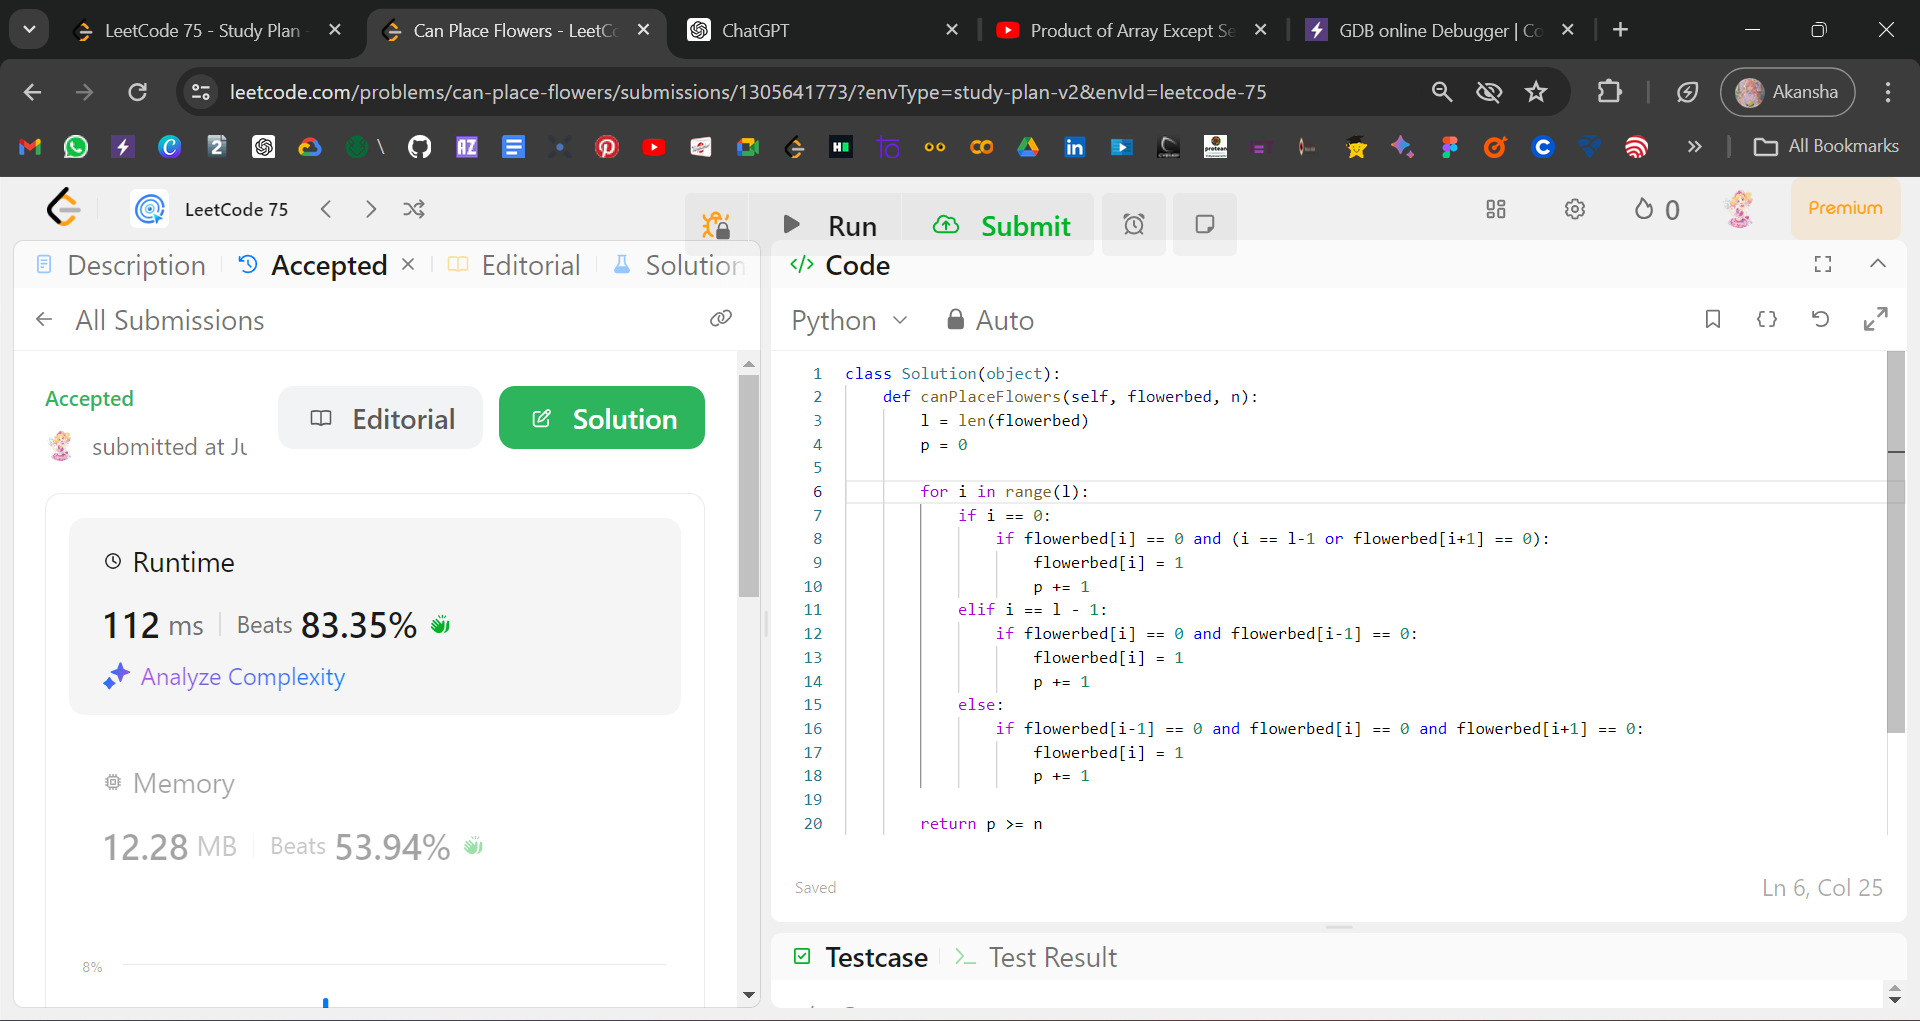 LeetCode 75 - Study Plan
Can Place Flowers - LeetC
ChatGPT
Product of Array Except Se
GDB online Debugger | Co
leetcode.com/problems/can-place-flowers/submissions/1305641773/?envType=study-plan-v2&envId=leetcode-75
Akansha
All Bookmarks
LeetCode 75
Run
Submit
0
Premium
Description
Accepted
Editorial
Solution
</> Code
All Submissions
Python
Auto
Accepted
submitted at Ju
Editorial
Solution
Runtime
112 ms
Beats 83.35%
Analyze Complexity
Memory
12.28 MB
Beats 53.94%
8%
1 class Solution(object):
2 def canPlaceFlowers(self, flowerbed, n):
3 l = len(flowerbed)
4 p = 0
5
6 for i in range(l):
7 if i == 0:
8 if flowerbed[i] == 0 and (i == l-1 or flowerbed[i+1] == 0):
9 flowerbed[i] = 1
10 p += 1
11 elif i == l - 1:
12 if flowerbed[i] == 0 and flowerbed[i-1] == 0:
13 flowerbed[i] = 1
14 p += 1
15 else:
16 if flowerbed[i-1] == 0 and flowerbed[i] == 0 and flowerbed[i+1] == 0:
17 flowerbed[i] = 1
18 p += 1
19
20 return p >= n
Saved
Ln 6, Col 25
Testcase
Test Result